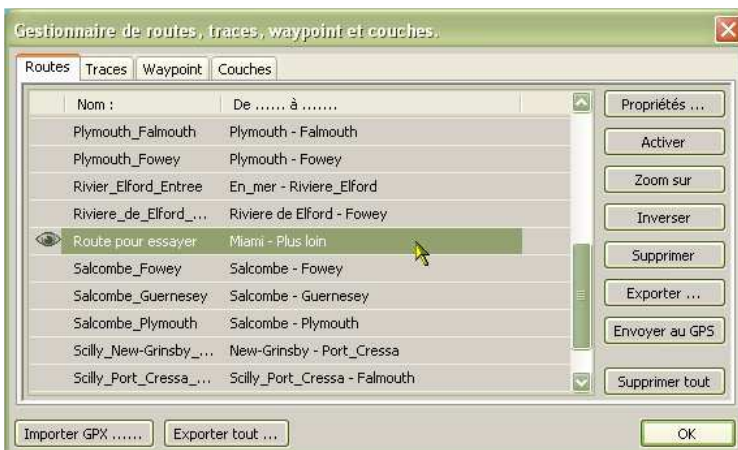 Gestionnaire de routes, traces, waypoint et couches.
Routes Traces Waypoint Couches
Nom : De ...... à .......
Plymouth_Falmouth Plymouth - Falmouth
Plymouth_Fowey Plymouth - Fowey
Rivier_Elford_Entree En_mer - Riviere_Elford
Riviere_de_Elford_... Riviere de Elford - Fowey
Route pour essayer Miami - Plus loin
Salcombe_Fowey Salcombe - Fowey
Salcombe_Guernesey Salcombe - Guernesey
Salcombe_Plymouth Salcombe - Plymouth
Scilly_New-Grinsby_... New-Grinsby - Port_Cressa
Scilly_Port_Cressa_... Scilly_Port_Cressa - Falmouth
Propriétés ...
Activer
Zoom sur
Inverser
Supprimer
Exporter ...
Envoyer au GPS
Supprimer tout
Importer GPX ...... Exporter tout ... OK